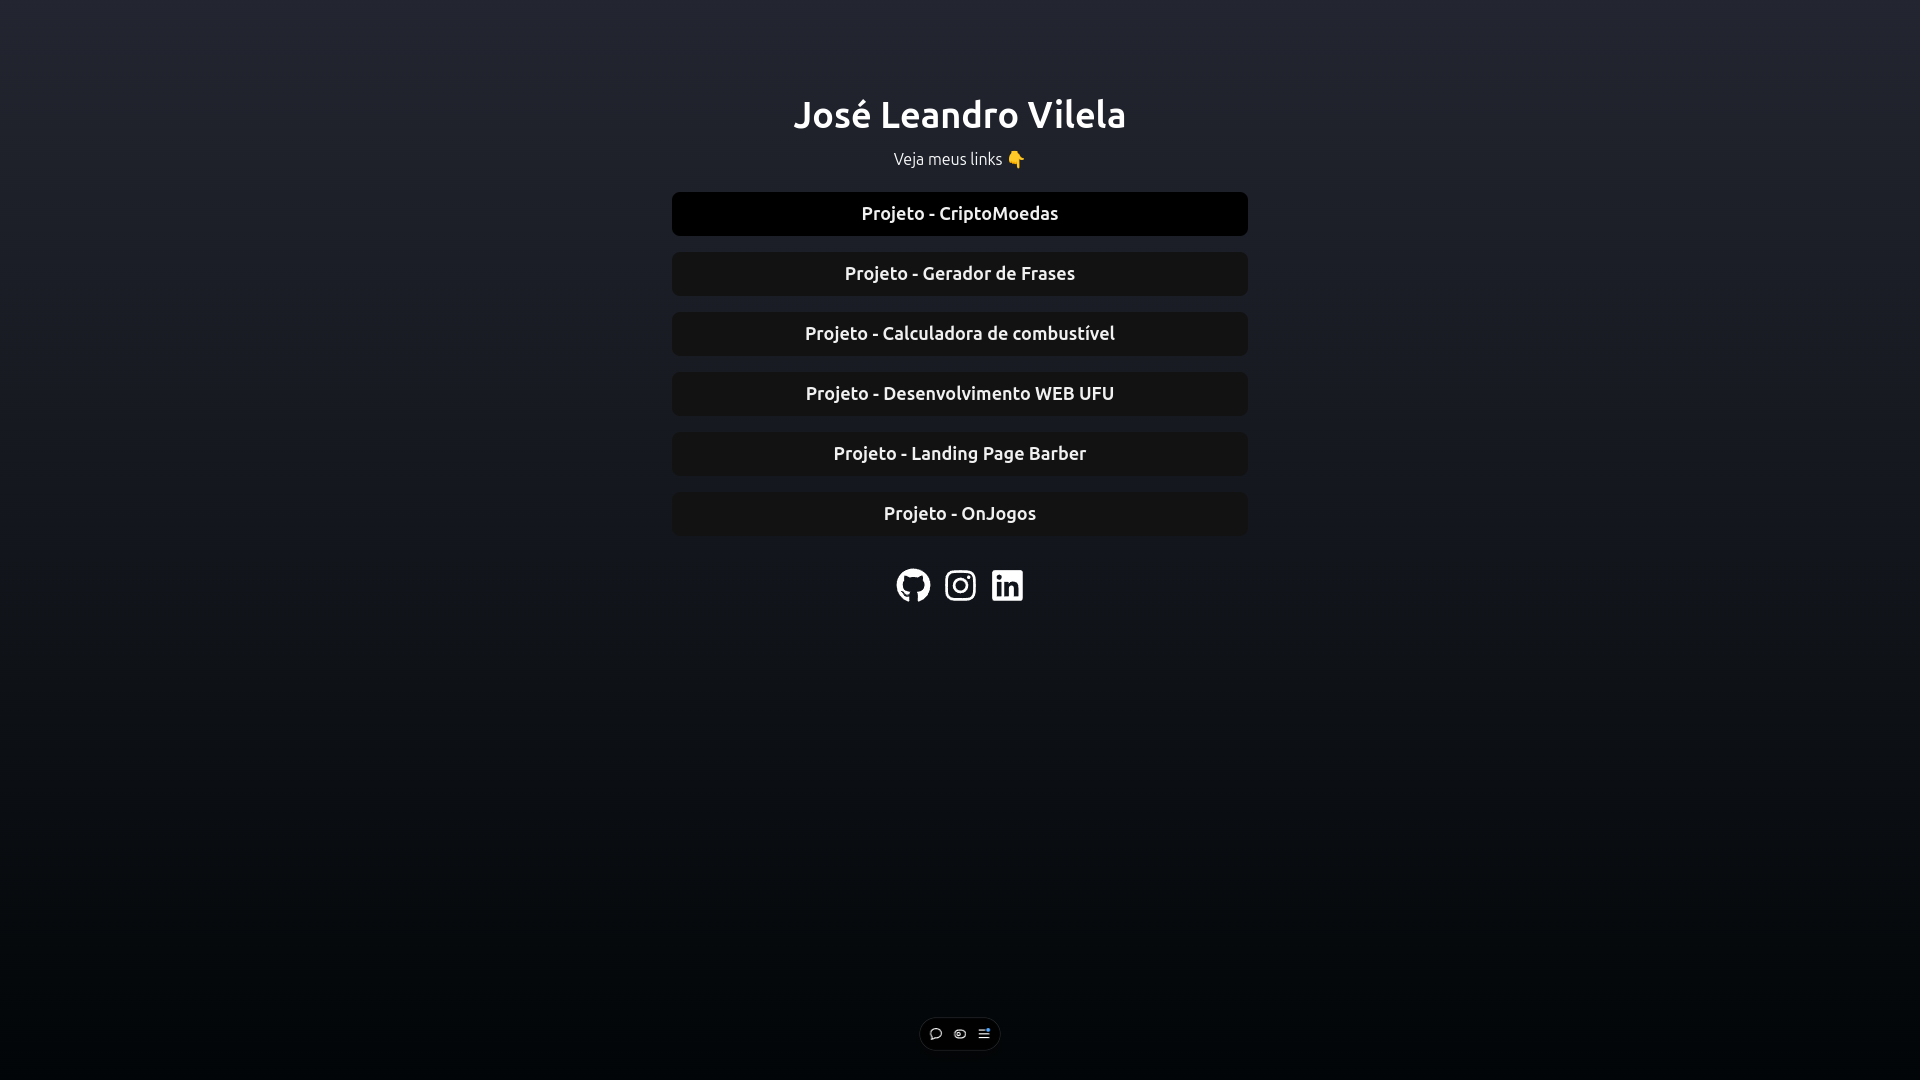 José Leandro Vilela
Veja meus links 👇
Projeto - CriptoMoedas
Projeto - Gerador de Frases
Projeto - Calculadora de combustível
Projeto - Desenvolvimento WEB UFU
Projeto - Landing Page Barber
Projeto - OnJogos